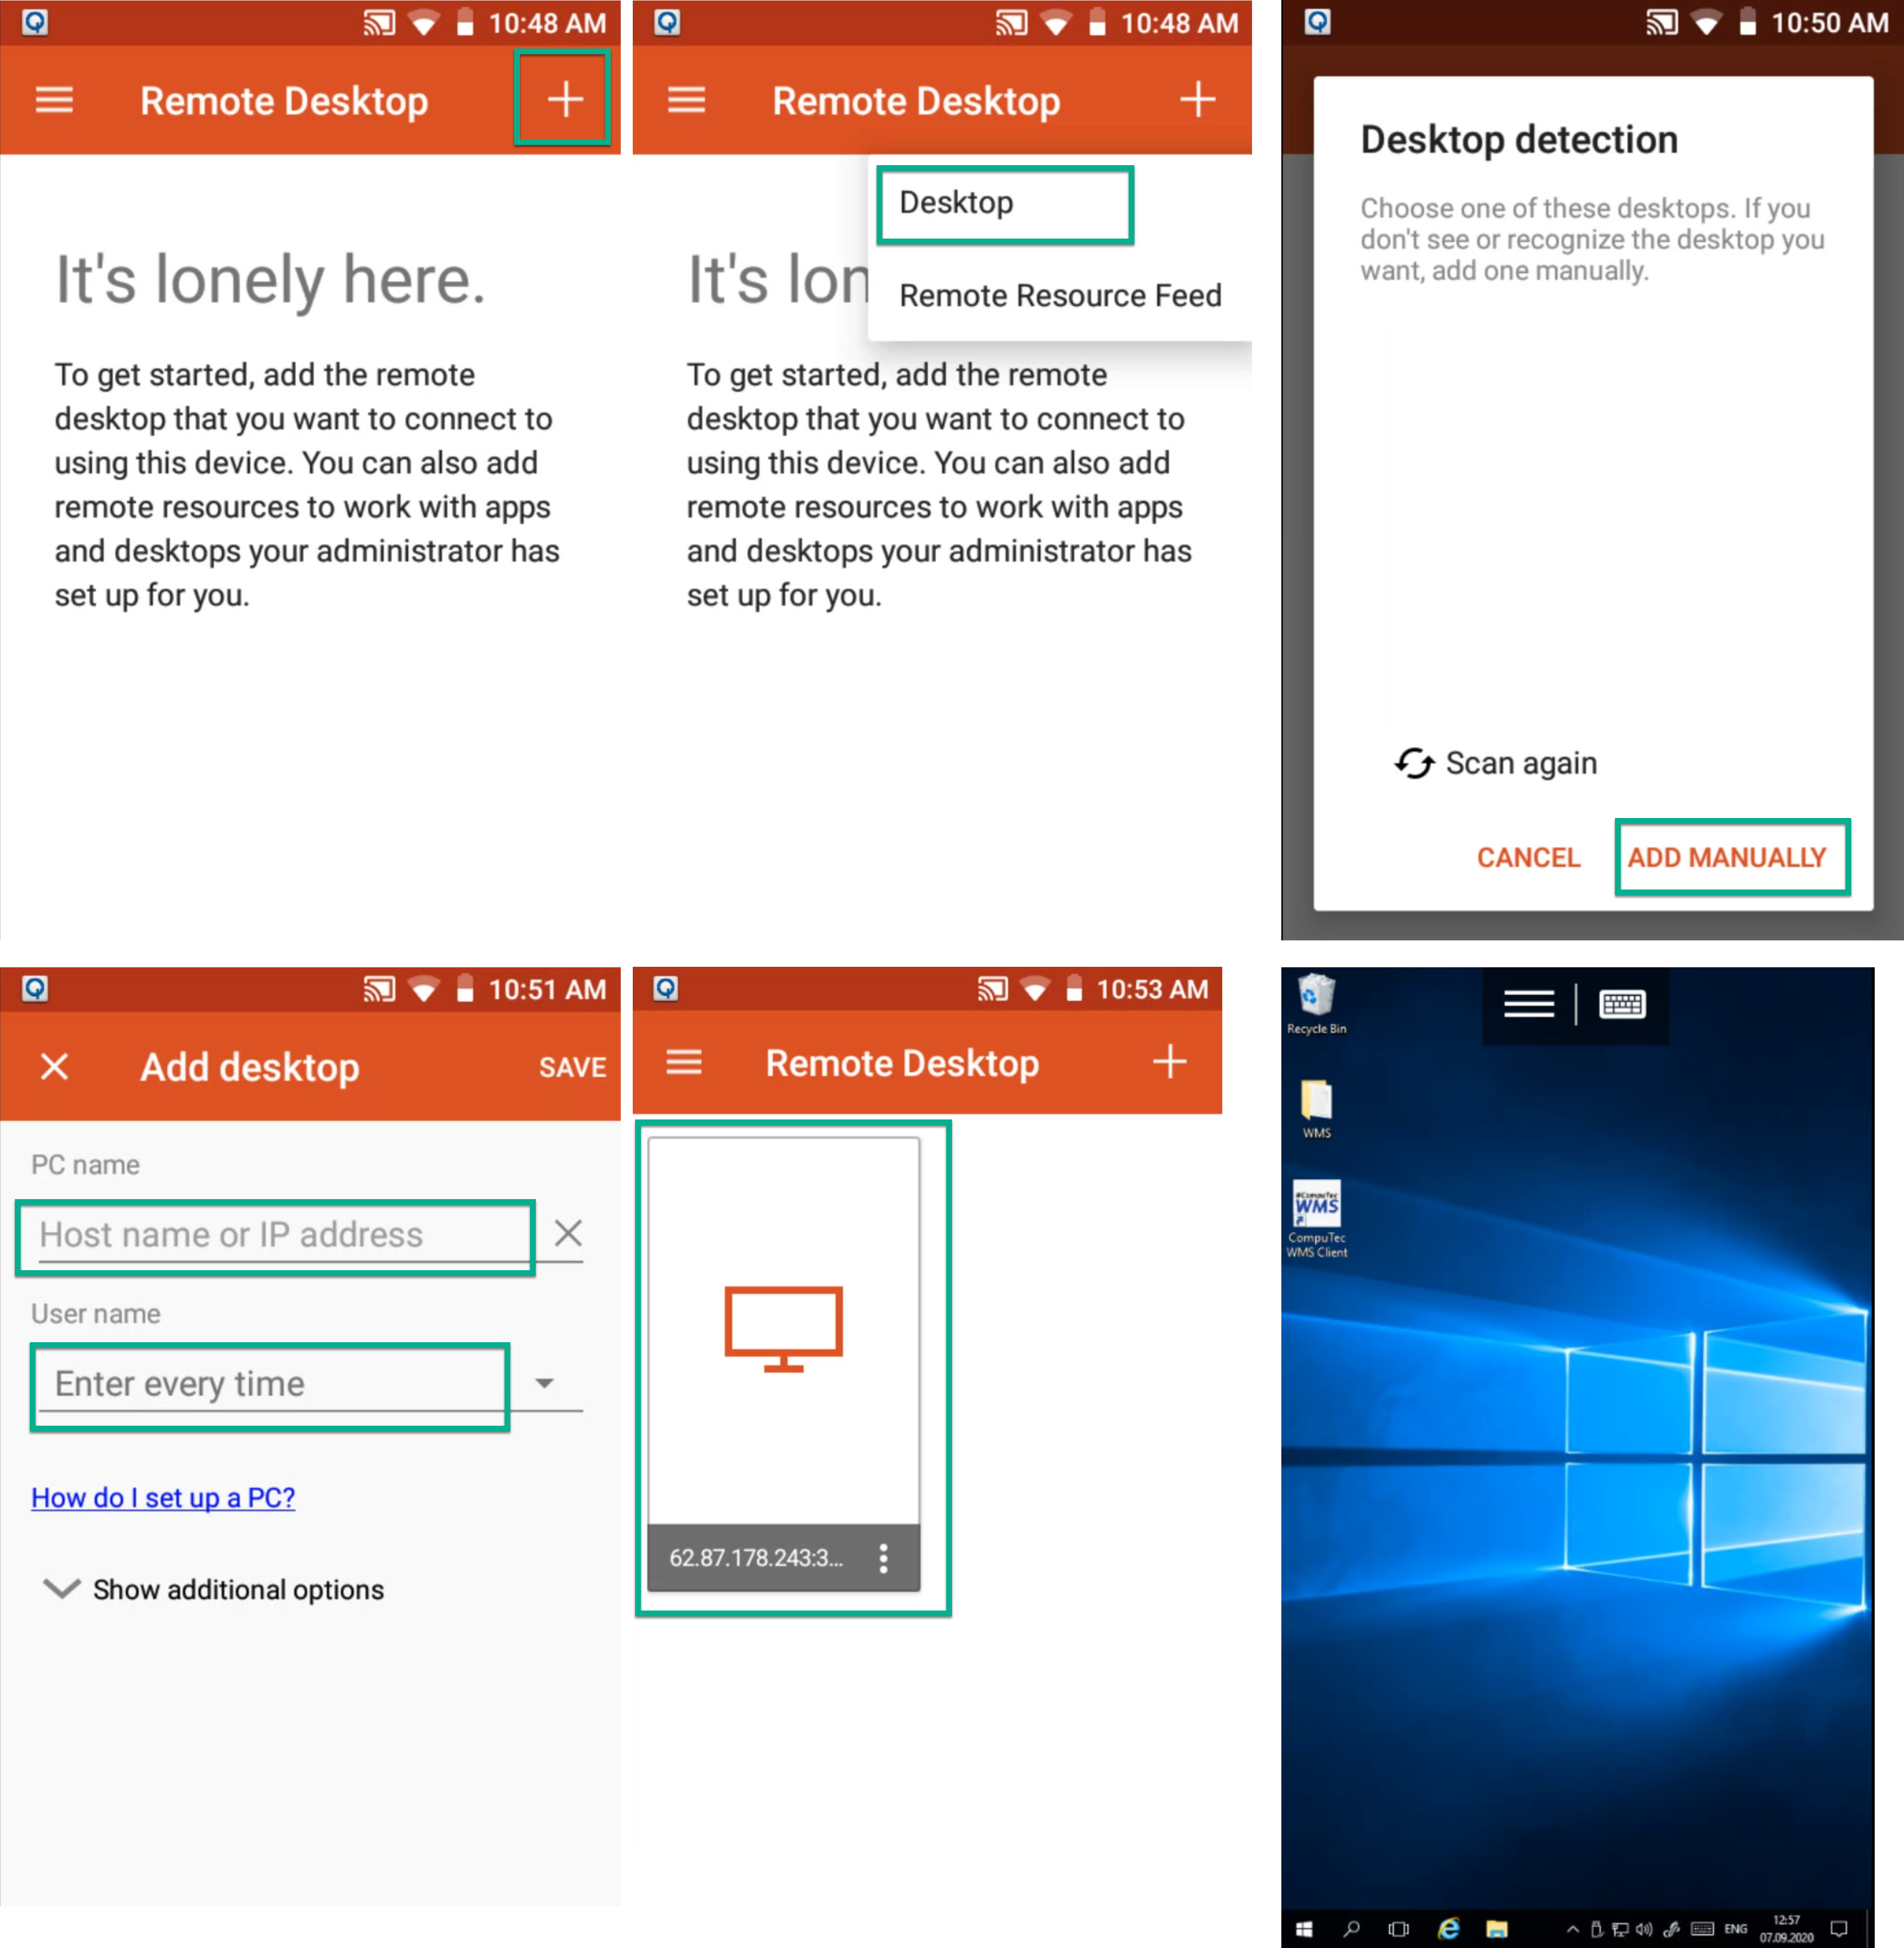 10:48 AM
Remote Desktop
It's lonely here.
To get started, add the remote
desktop that you want to connect to
using this device. You can also add
remote resources to work with apps
and desktops your administrator has
set up for you.
10:48 AM
Remote Desktop
Desktop
Remote Resource Feed
It's lon
To get started, add the remote
desktop that you want to connect to
using this device. You can also add
remote resources to work with apps
and desktops your administrator has
set up for you.
10:50 AM
Desktop detection
Choose one of these desktops. If you
don't see or recognize the desktop you
want, add one manually.
Scan again
CANCEL ADD MANUALLY
10:51 AM
Add desktop SAVE
PC name
Host name or IP address
User name
Enter every time
How do I set up a PC?
Show additional options
10:53 AM
Remote Desktop
62.87.178.243:3...
Recycle Bin
WMS
#CompuTec
WMS
CompuTec
WMS Client
ENG
12:57
07.09.2020